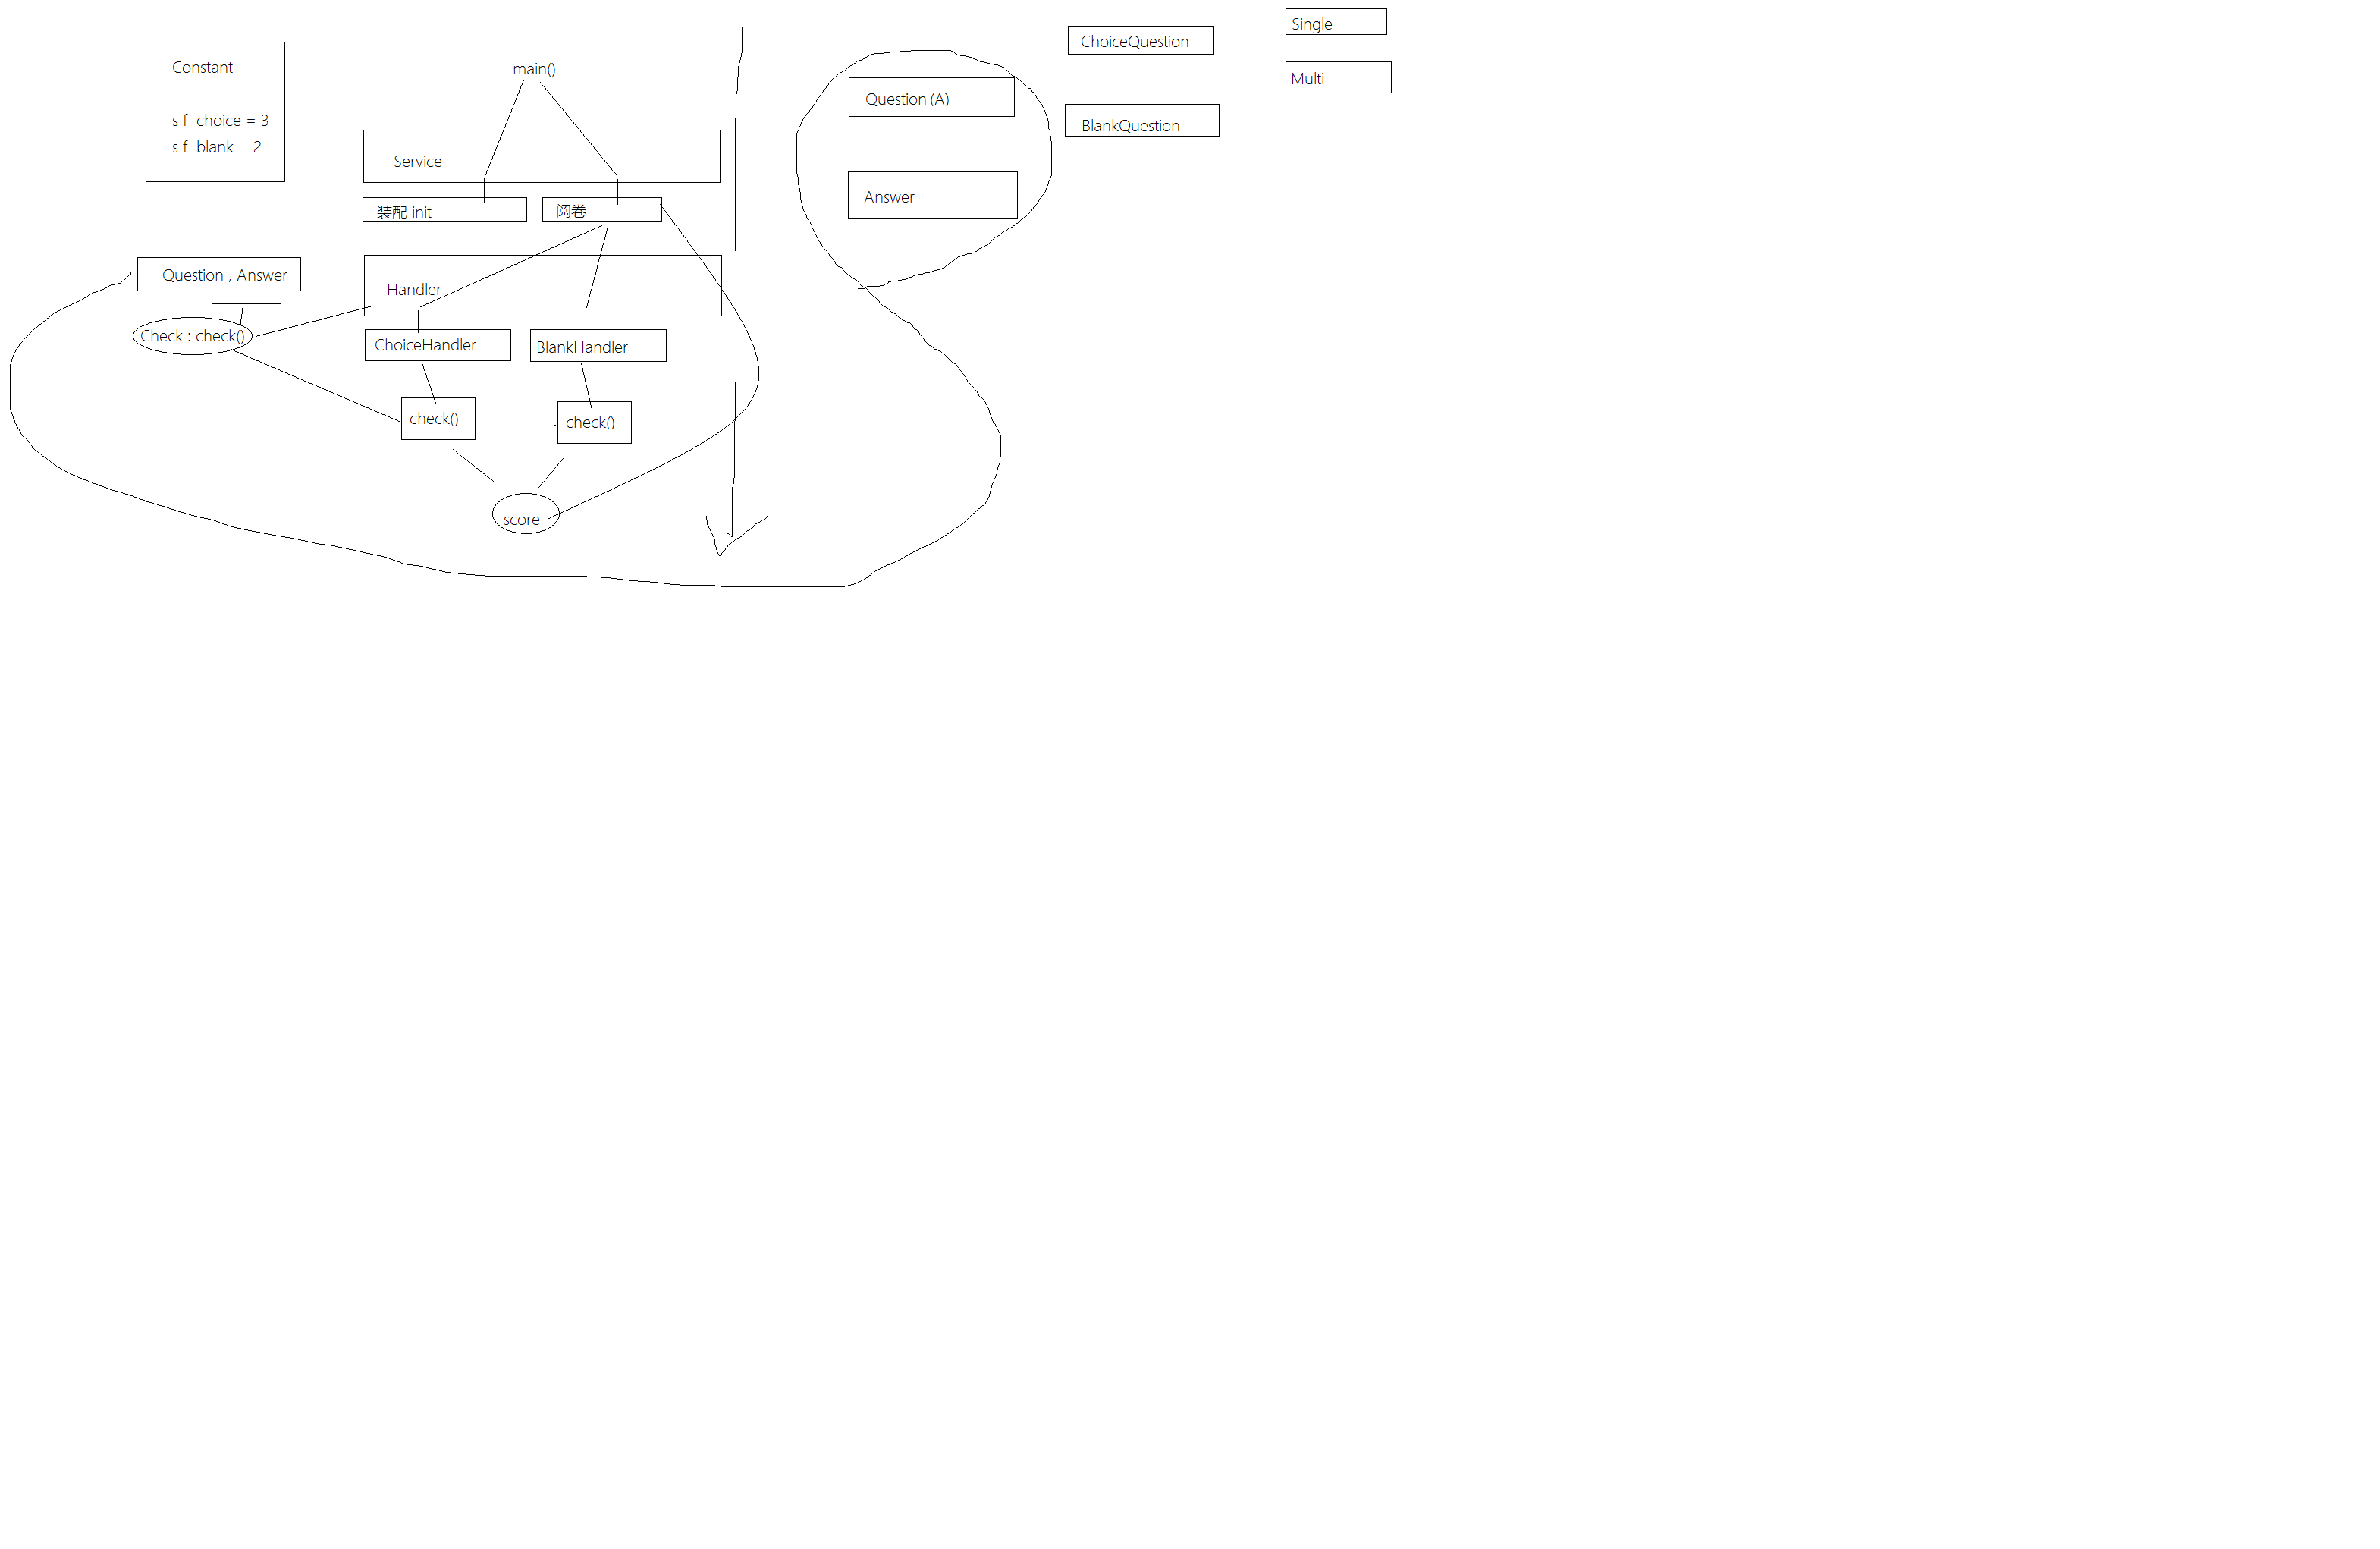 Constant
s f  choice = 3
s f  blank = 2
main()
Service
装配 init
阅卷
Question , Answer
Handler
Check : check()
ChoiceHandler
BlankHandler
check()
check()
score
Question (A)
Answer
ChoiceQuestion
BlankQuestion
Single
Multi